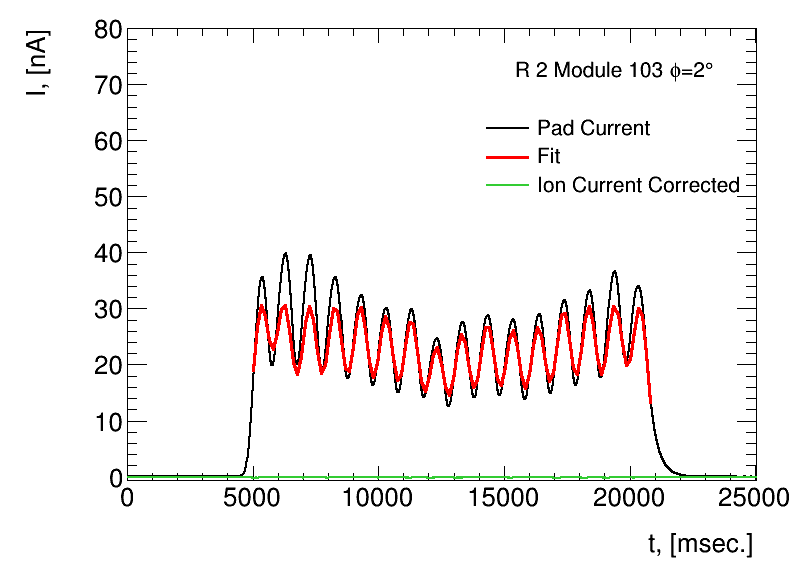 I, [nA]
80
70
60
50
40
30
20
10
0
R 2 Module 103 ϕ=2°
Pad Current
Fit
Ion Current Corrected
0 5000 10000 15000 20000 25000
t, [msec.]